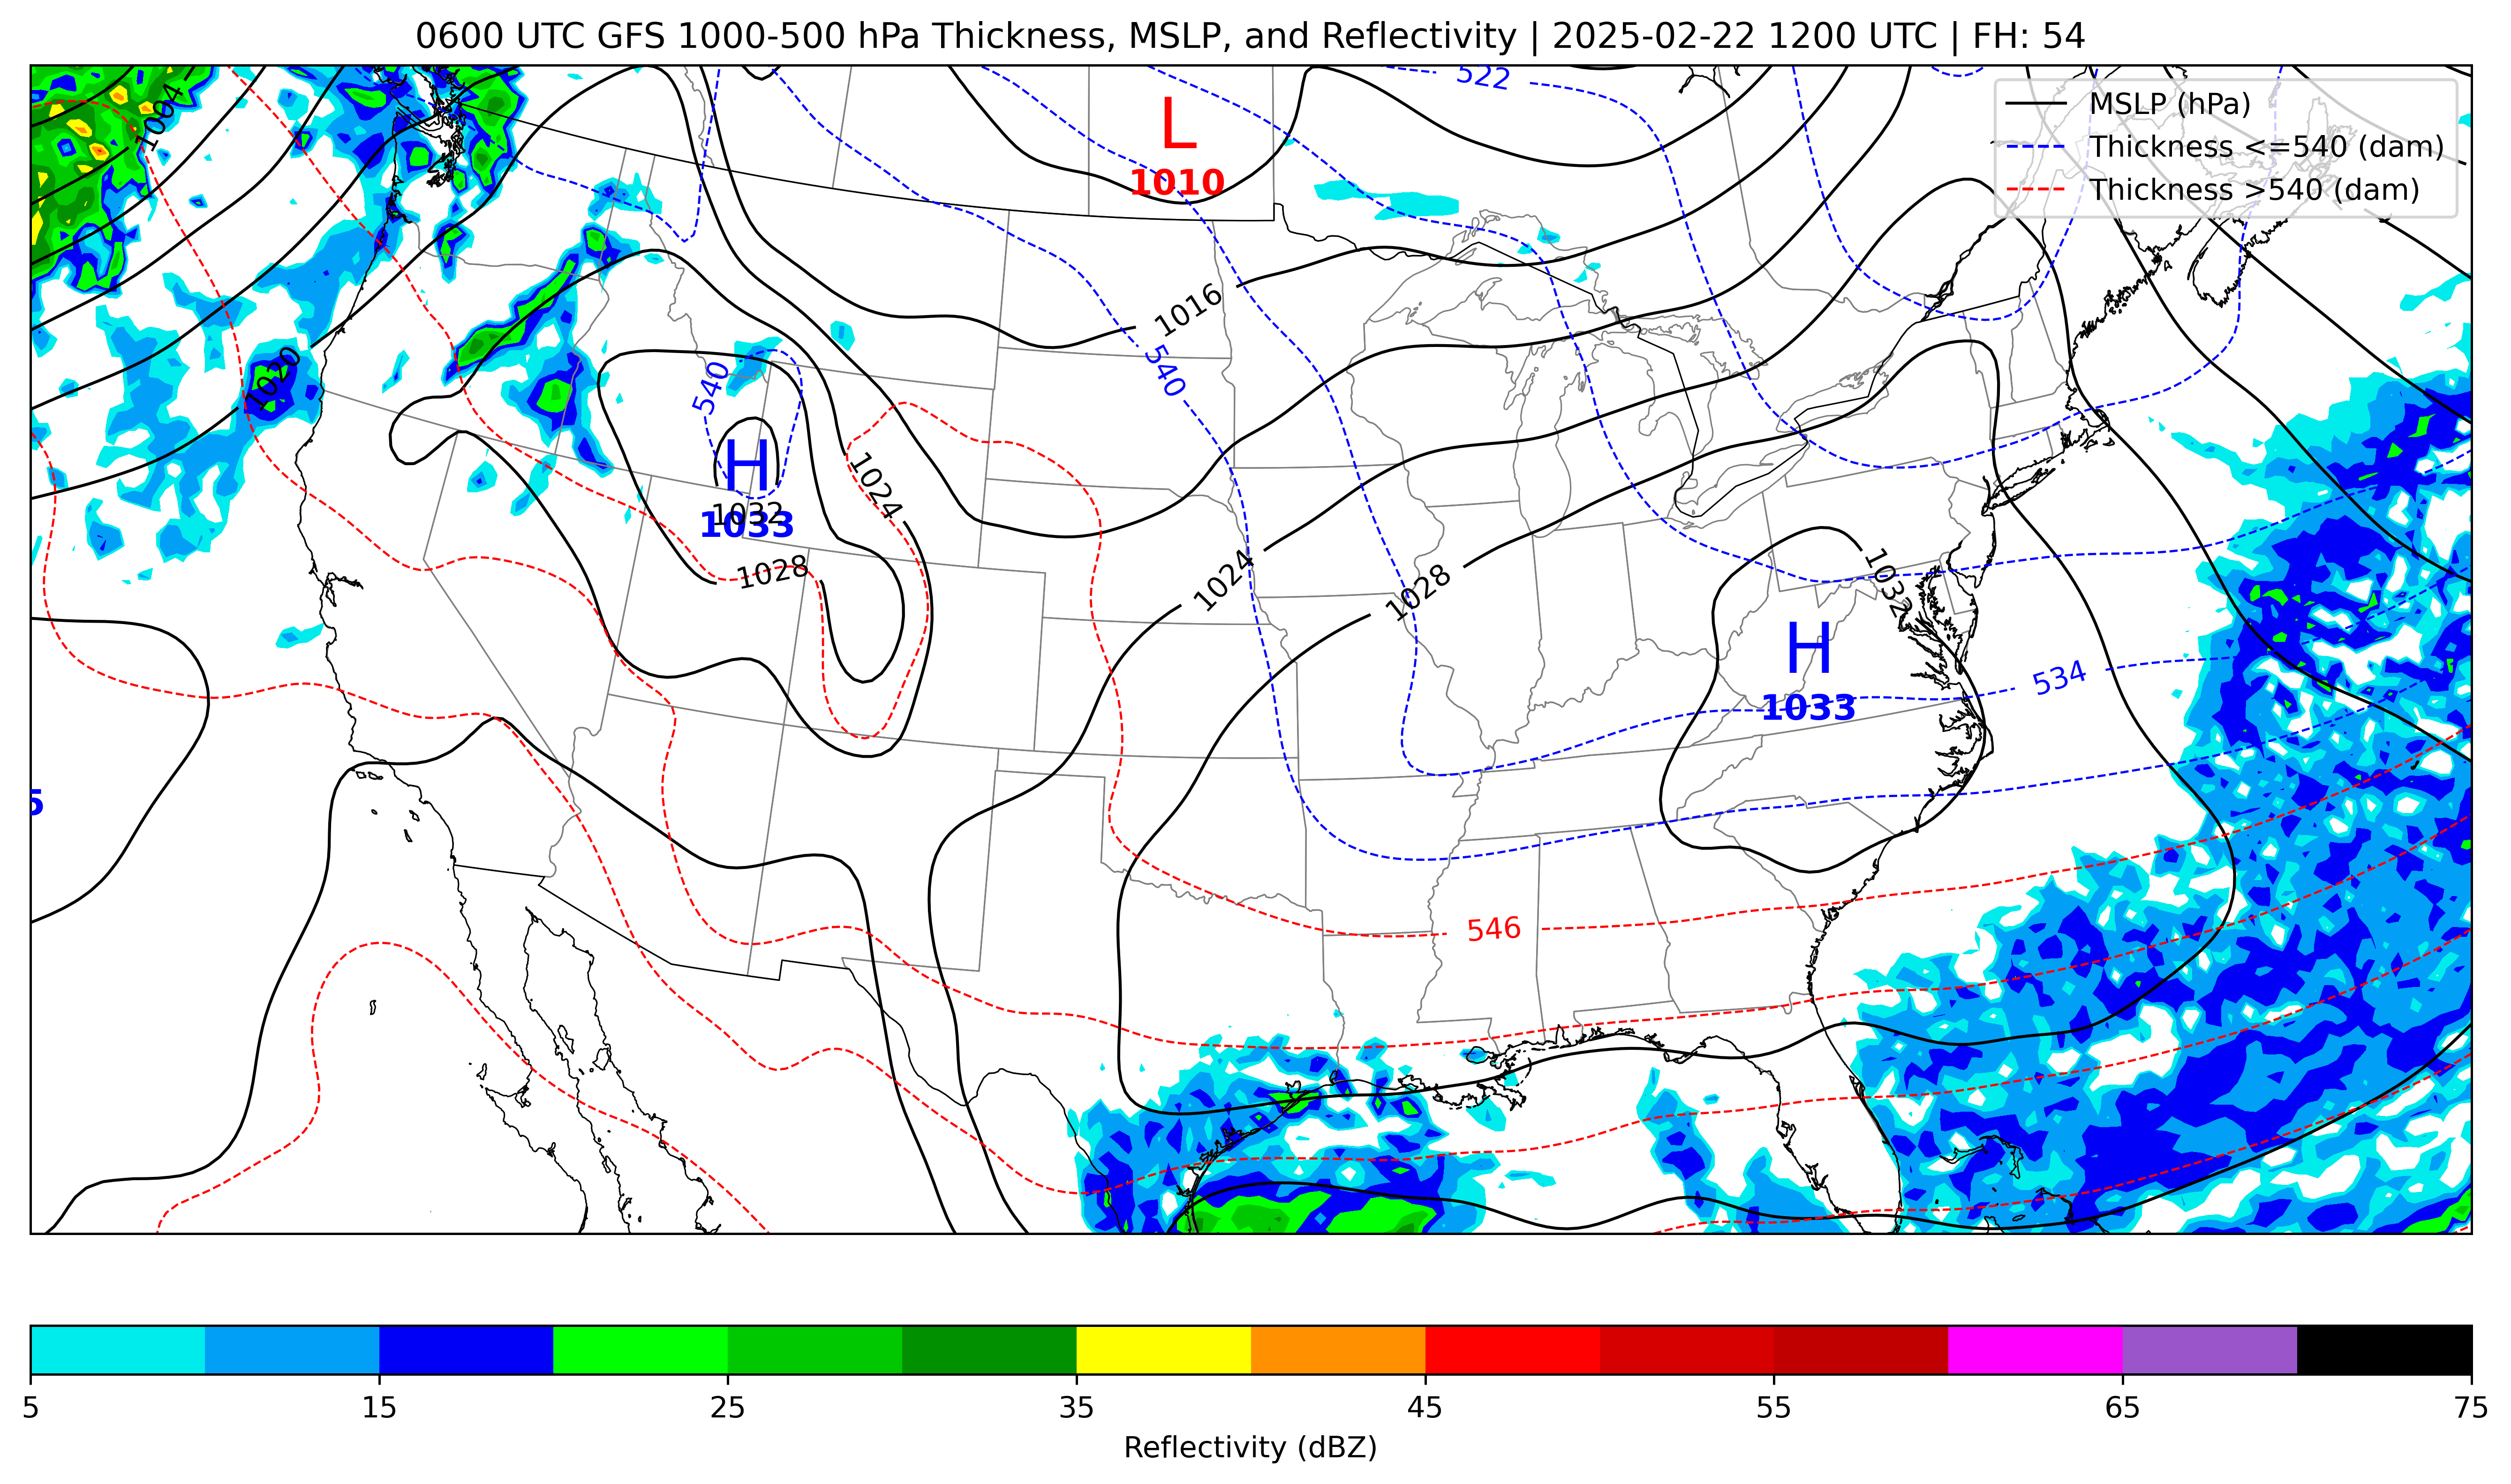 0600 UTC GFS 1000-500 hPa Thickness, MSLP, and Reflectivity | 2025-02-22 1200 UTC | FH: 54
MSLP (hPa)
Thickness <=540 (dam)
Thickness >540 (dam)
1004
522
L
1010
1016
1020
540
540
H
1032
1033
1024
1028
1024
1028
1032
H
1033
534
5
546
5 15 25 35 45 55 65 75
Reflectivity (dBZ)